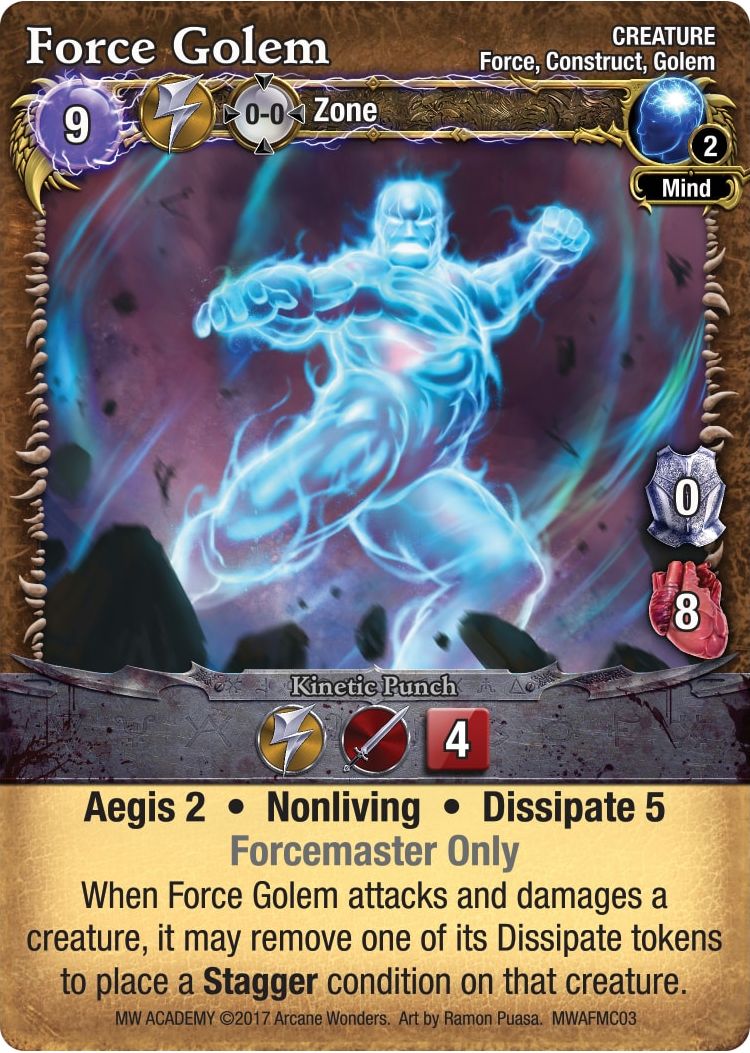 Force Golem
CREATURE
Force, Construct, Golem
9
0-0 Zone
2
Mind
0
8
Kinetic Punch
4
Aegis 2 • Nonliving • Dissipate 5
Forcemaster Only
When Force Golem attacks and damages a
creature, it may remove one of its Dissipate tokens
to place a Stagger condition on that creature.
MW ACADEMY ©2017 Arcane Wonders. Art by Ramon Puasa. MWAFMC03